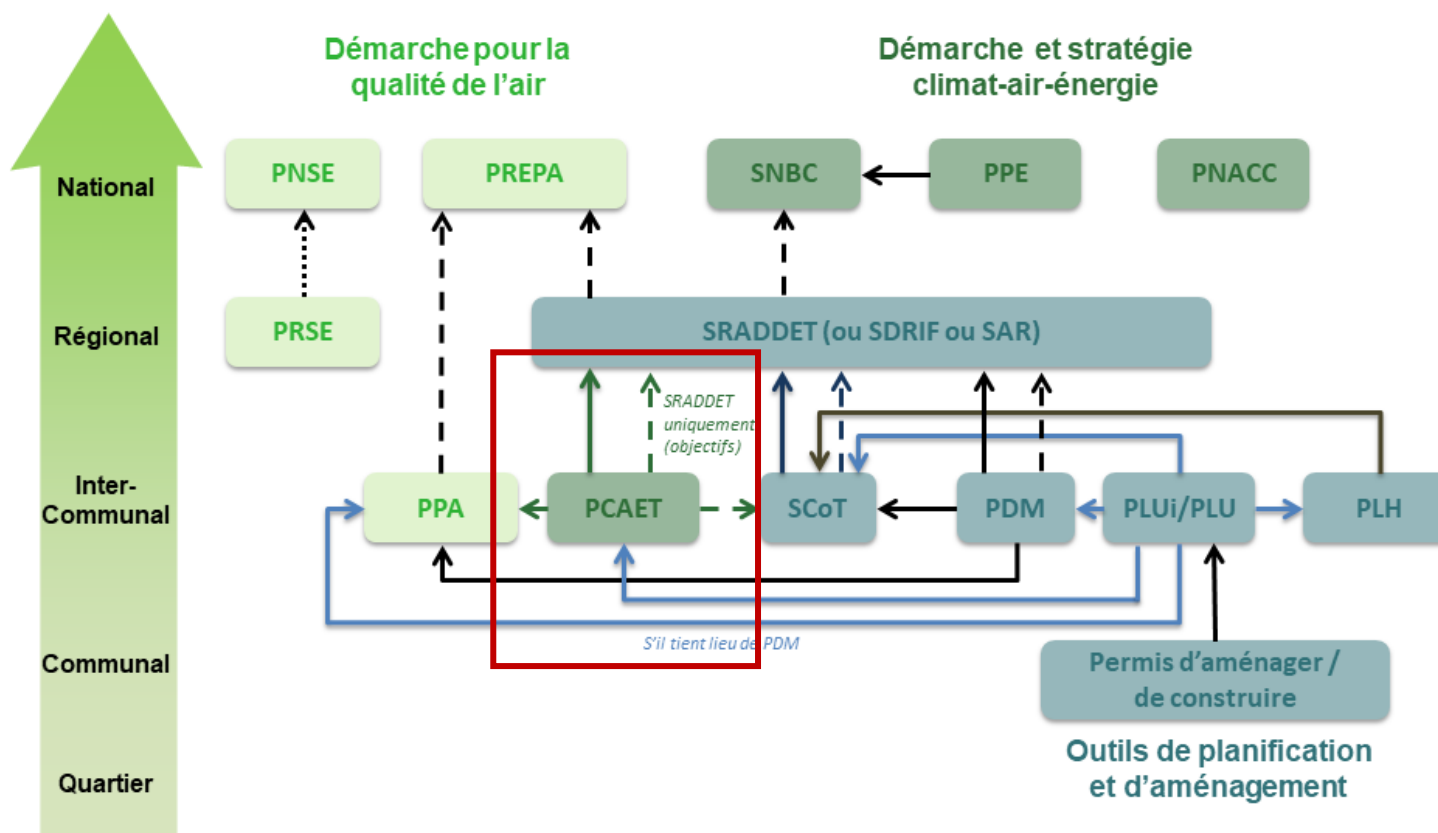 Démarche pour la
qualité de l'air
Démarche et stratégie
climat-air-énergie
National
PNSE
PREPA
SNBC
PPE
PNACC
Régional
PRSE
SRADDET (ou SDRIF ou SAR)
SRADDET
uniquement
(objectifs)
Inter-
Communal
PPA
PCAET
SCoT
PDM
PLUi/PLU
PLH
S'il tient lieu de PDM
Communal
Permis d'aménager /
de construire
Outils de planification
et d'aménagement
Quartier